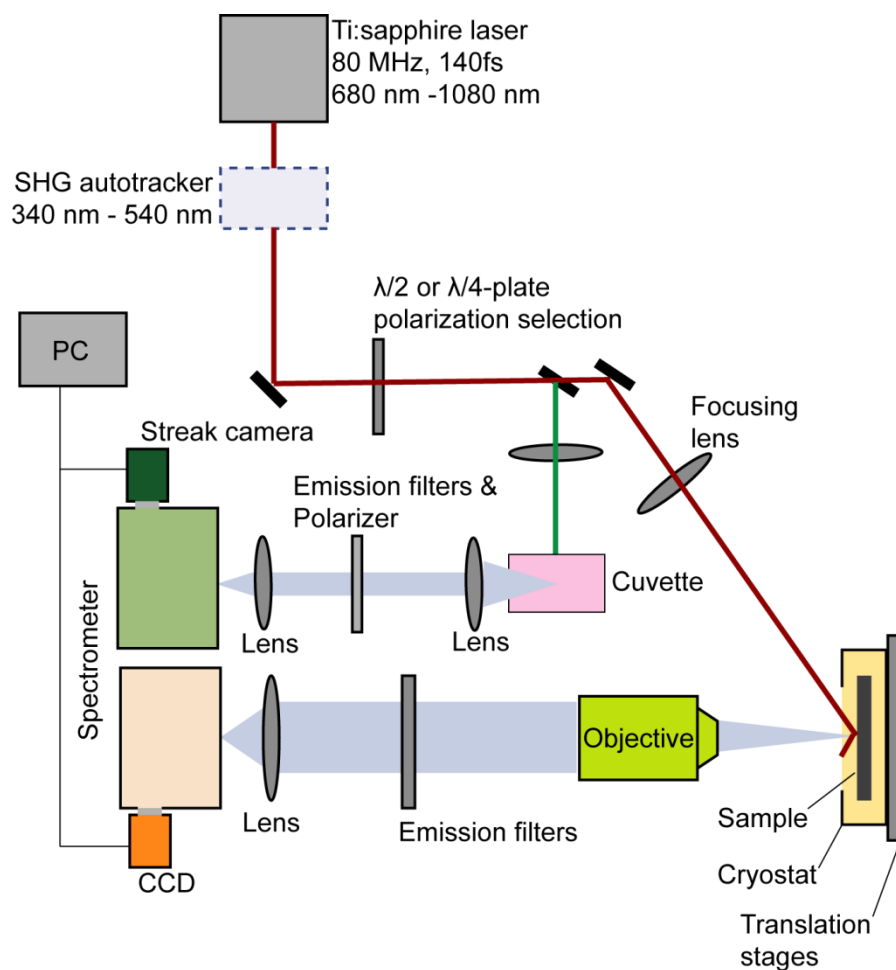 Ti:sapphire laser
80 MHz, 140fs
680 nm -1080 nm
SHG autotracker
340 nm - 540 nm
λ/2 or λ/4-plate
polarization selection
PC
Focusing
lens
Streak camera
Emission filters &
Polarizer
Cuvette
Lens
Lens
Spectrometer
Objective
Lens
Emission filters
Sample
CCD
Cryostat
Translation
stages